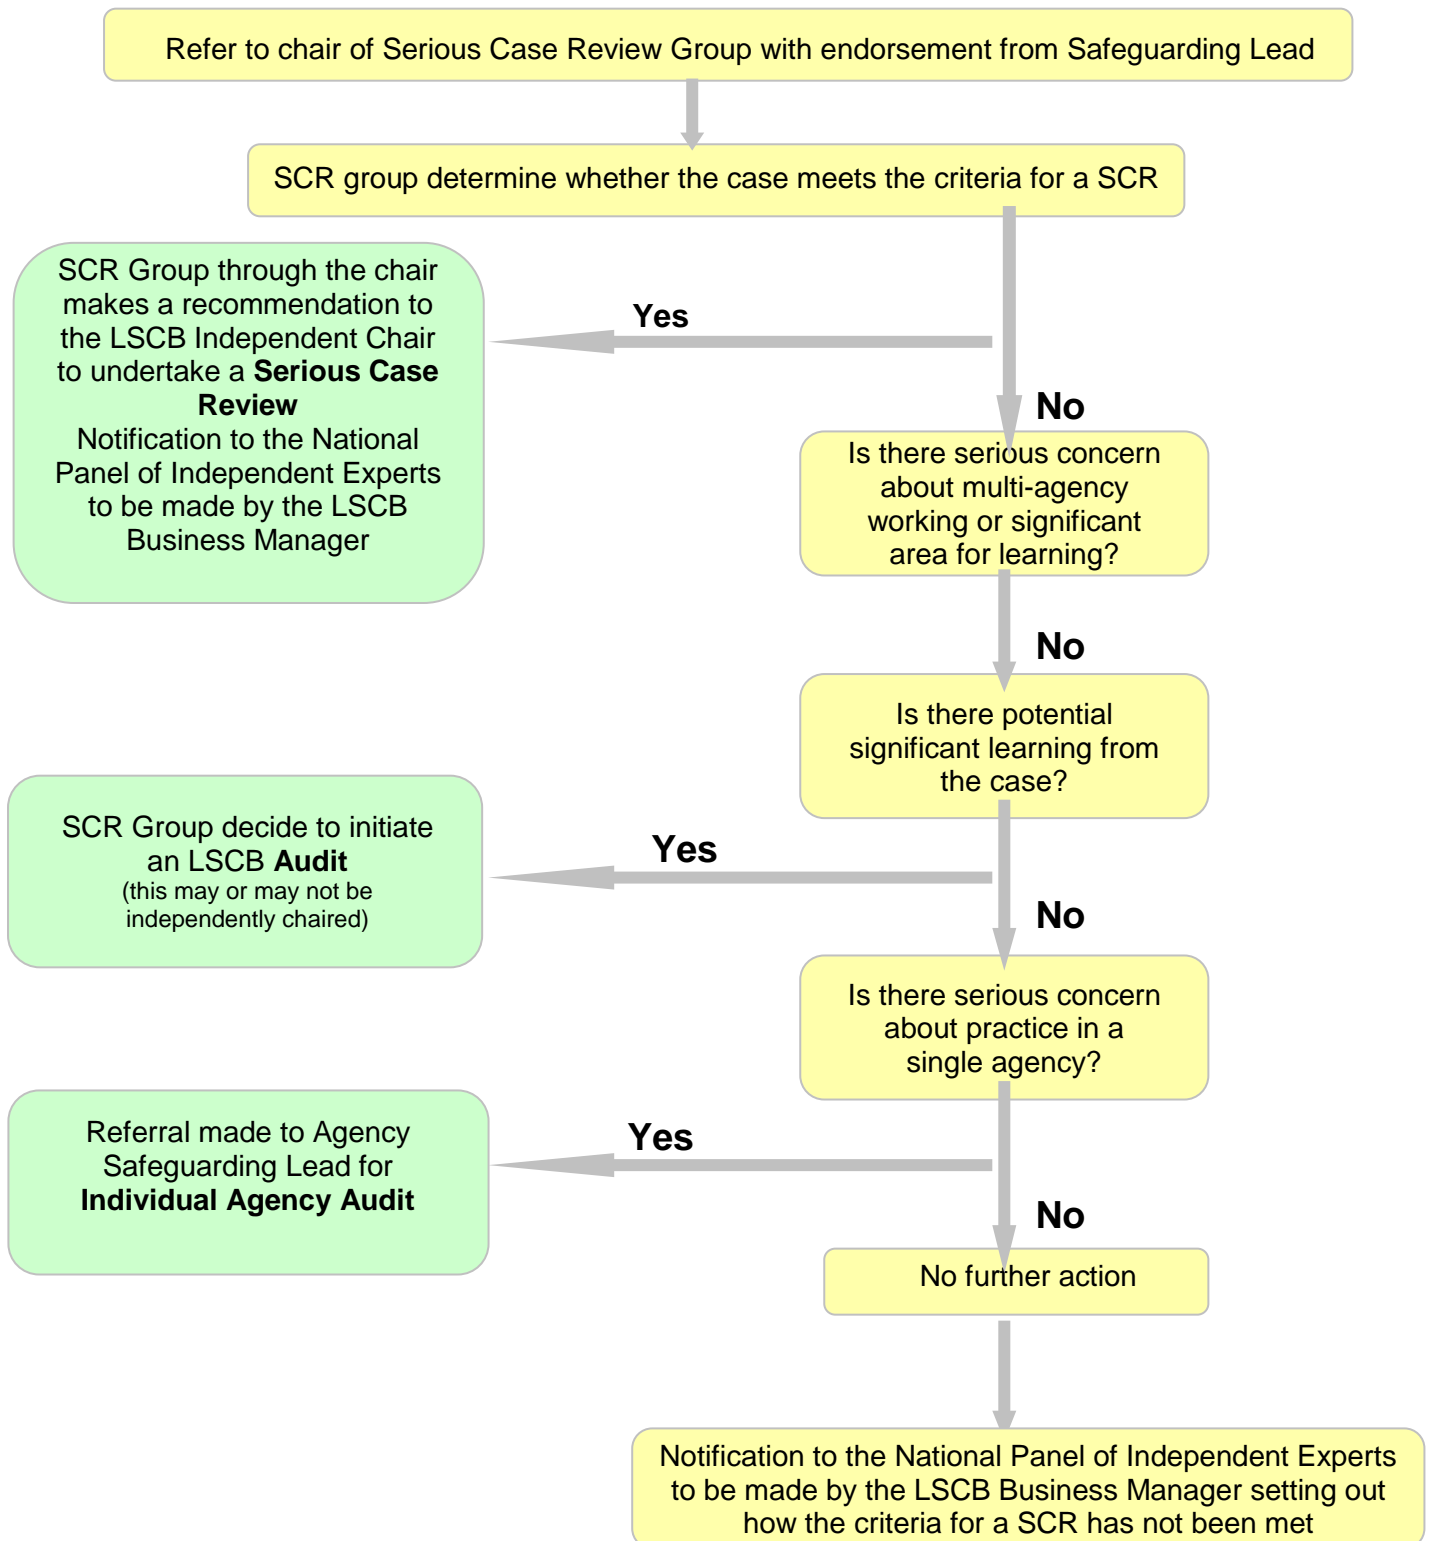 Refer to chair of Serious Case Review Group with endorsement from Safeguarding Lead
SCR group determine whether the case meets the criteria for a SCR
SCR Group through the chair
makes a recommendation to
the LSCB Independent Chair
to undertake a Serious Case
Review
Notification to the National
Panel of Independent Experts
to be made by the LSCB
Business Manager
Yes
No
Is there serious concern
about multi-agency
working or significant
area for learning?
No
Is there potential
significant learning from
the case?
SCR Group decide to initiate
an LSCB Audit
(this may or may not be
independently chaired)
Yes
No
Is there serious concern
about practice in a
single agency?
Referral made to Agency
Safeguarding Lead for
Individual Agency Audit
Yes
No
No further action
Notification to the National Panel of Independent Experts
to be made by the LSCB Business Manager setting out
how the criteria for a SCR has not been met